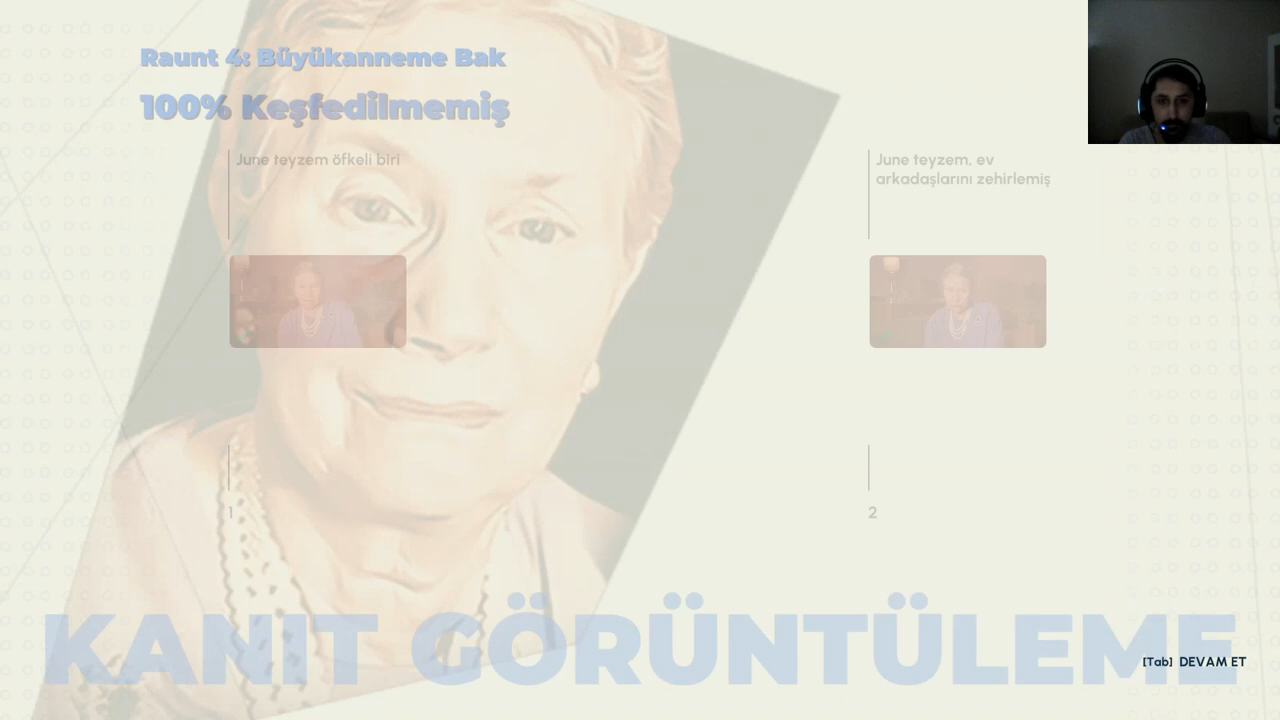 Raunt 4: Büyükanneme Bak
100% Keşfedilmemiş
June teyzem öfkeli biri
June teyzem, ev
arkadaşlarını zehirlemiş
1
2
KANIT GÖRÜNTÜLEME
[Tab] DEVAM ET